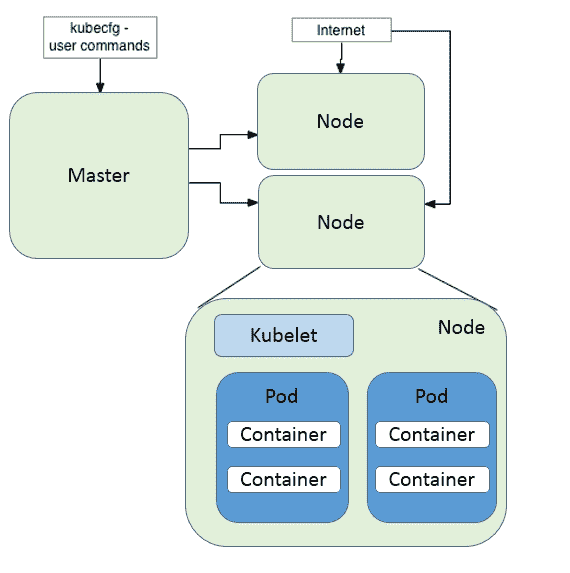 kubecfg -
user commands
Internet
Master
Node
Node
Kubelet
Node
Pod
Pod
Container
Container
Container
Container